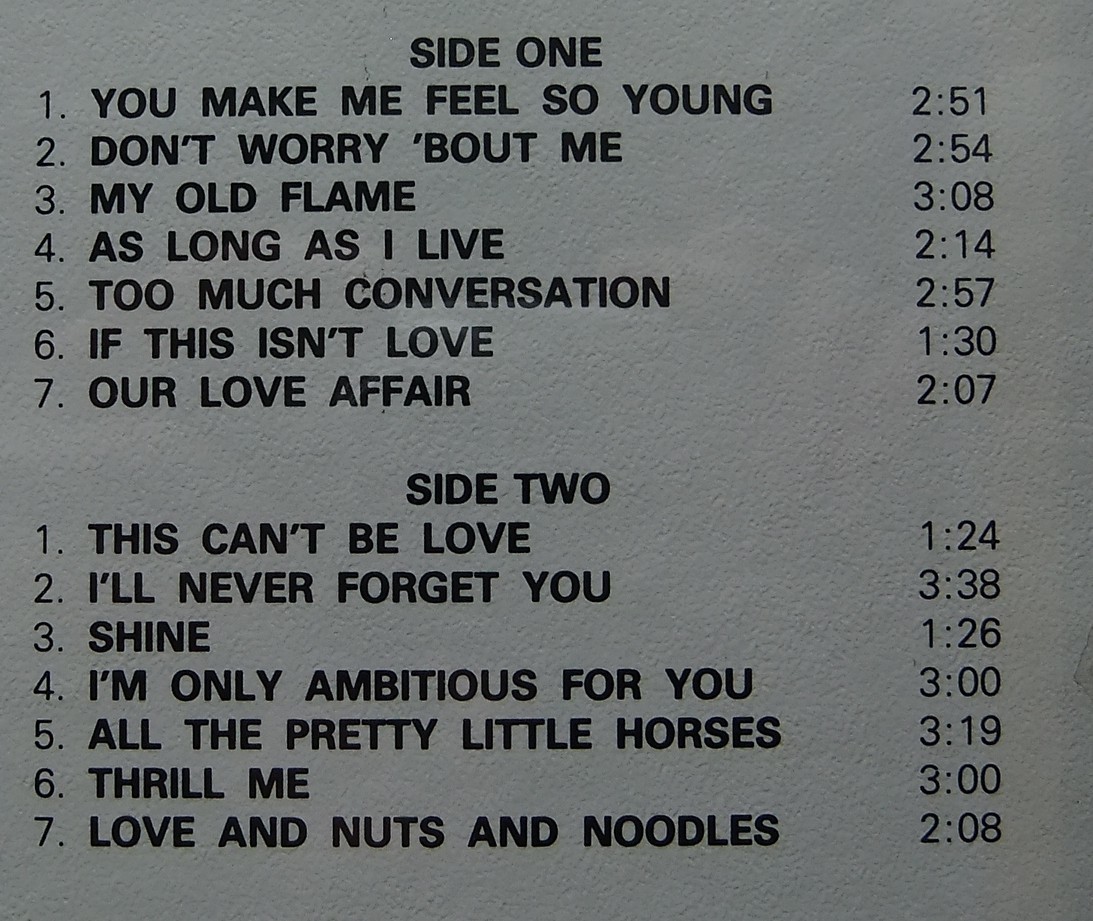 SIDE ONE
1. YOU MAKE ME FEEL SO YOUNG 2:51
2. DON'T WORRY 'BOUT ME 2:54
3. MY OLD FLAME 3:08
4. AS LONG AS I LIVE 2:14
5. TOO MUCH CONVERSATION 2:57
6. IF THIS ISN'T LOVE 1:30
7. OUR LOVE AFFAIR 2:07
SIDE TWO
1. THIS CAN'T BE LOVE 1:24
2. I'LL NEVER FORGET YOU 3:38
3. SHINE 1:26
4. I'M ONLY AMBITIOUS FOR YOU 3:00
5. ALL THE PRETTY LITTLE HORSES 3:19
6. THRILL ME 3:00
7. LOVE AND NUTS AND NOODLES 2:08